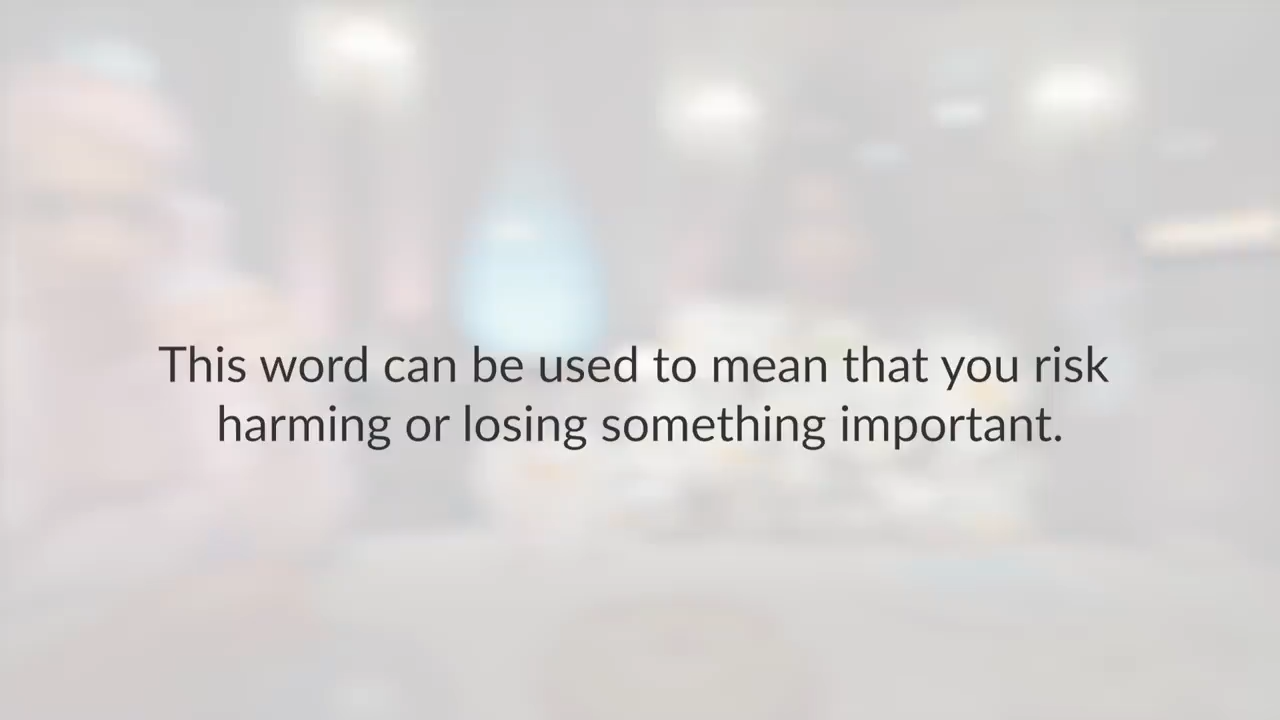 This word can be used to mean that you risk
harming or losing something important.